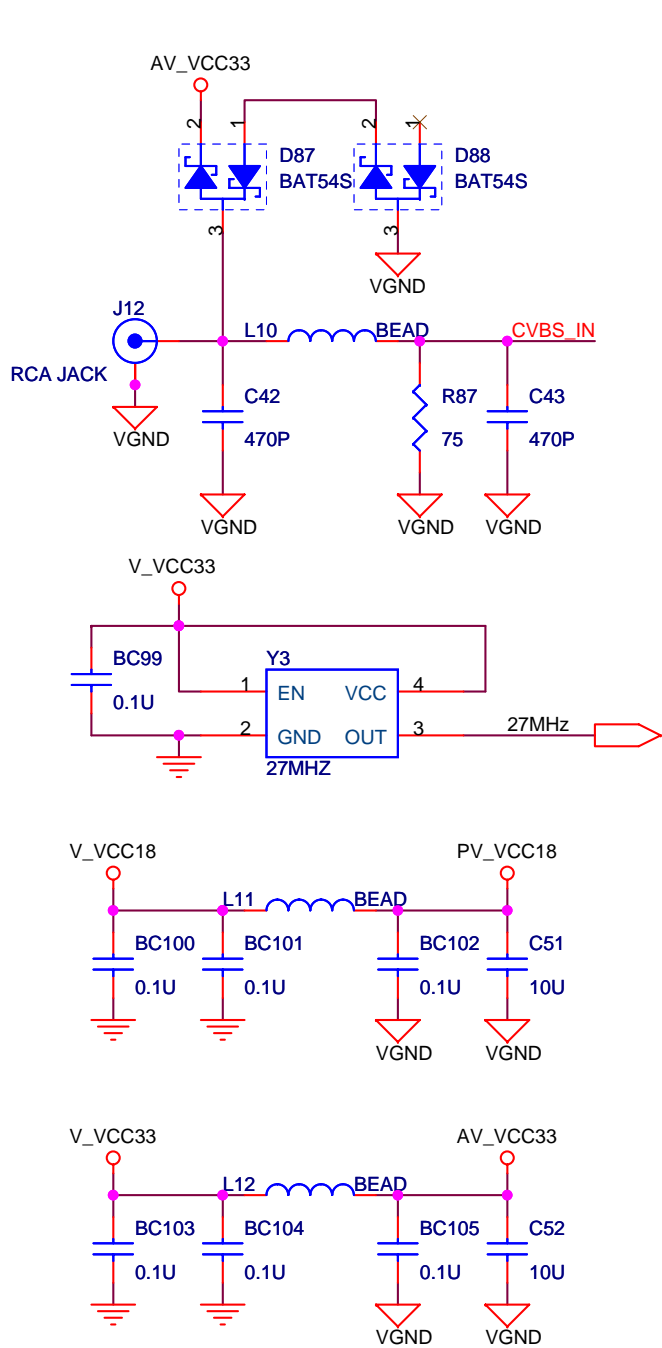 AV_VCC33
2
1
2
1
D87
BAT54S
D88
BAT54S
3
3
VGND
J12
L10
BEAD
CVBS_IN
RCA JACK
VGND
C42
470P
R87
75
C43
470P
VGND
VGND
VGND
V_VCC33
BC99
0.1U
Y3
1
EN
VCC
4
2
GND
OUT
3
27MHz
27MHZ
V_VCC18
PV_VCC18
L11
BEAD
BC100
BC101
BC102
C51
0.1U
0.1U
0.1U
10U
VGND
VGND
V_VCC33
AV_VCC33
L12
BEAD
BC103
BC104
BC105
C52
0.1U
0.1U
0.1U
10U
VGND
VGND